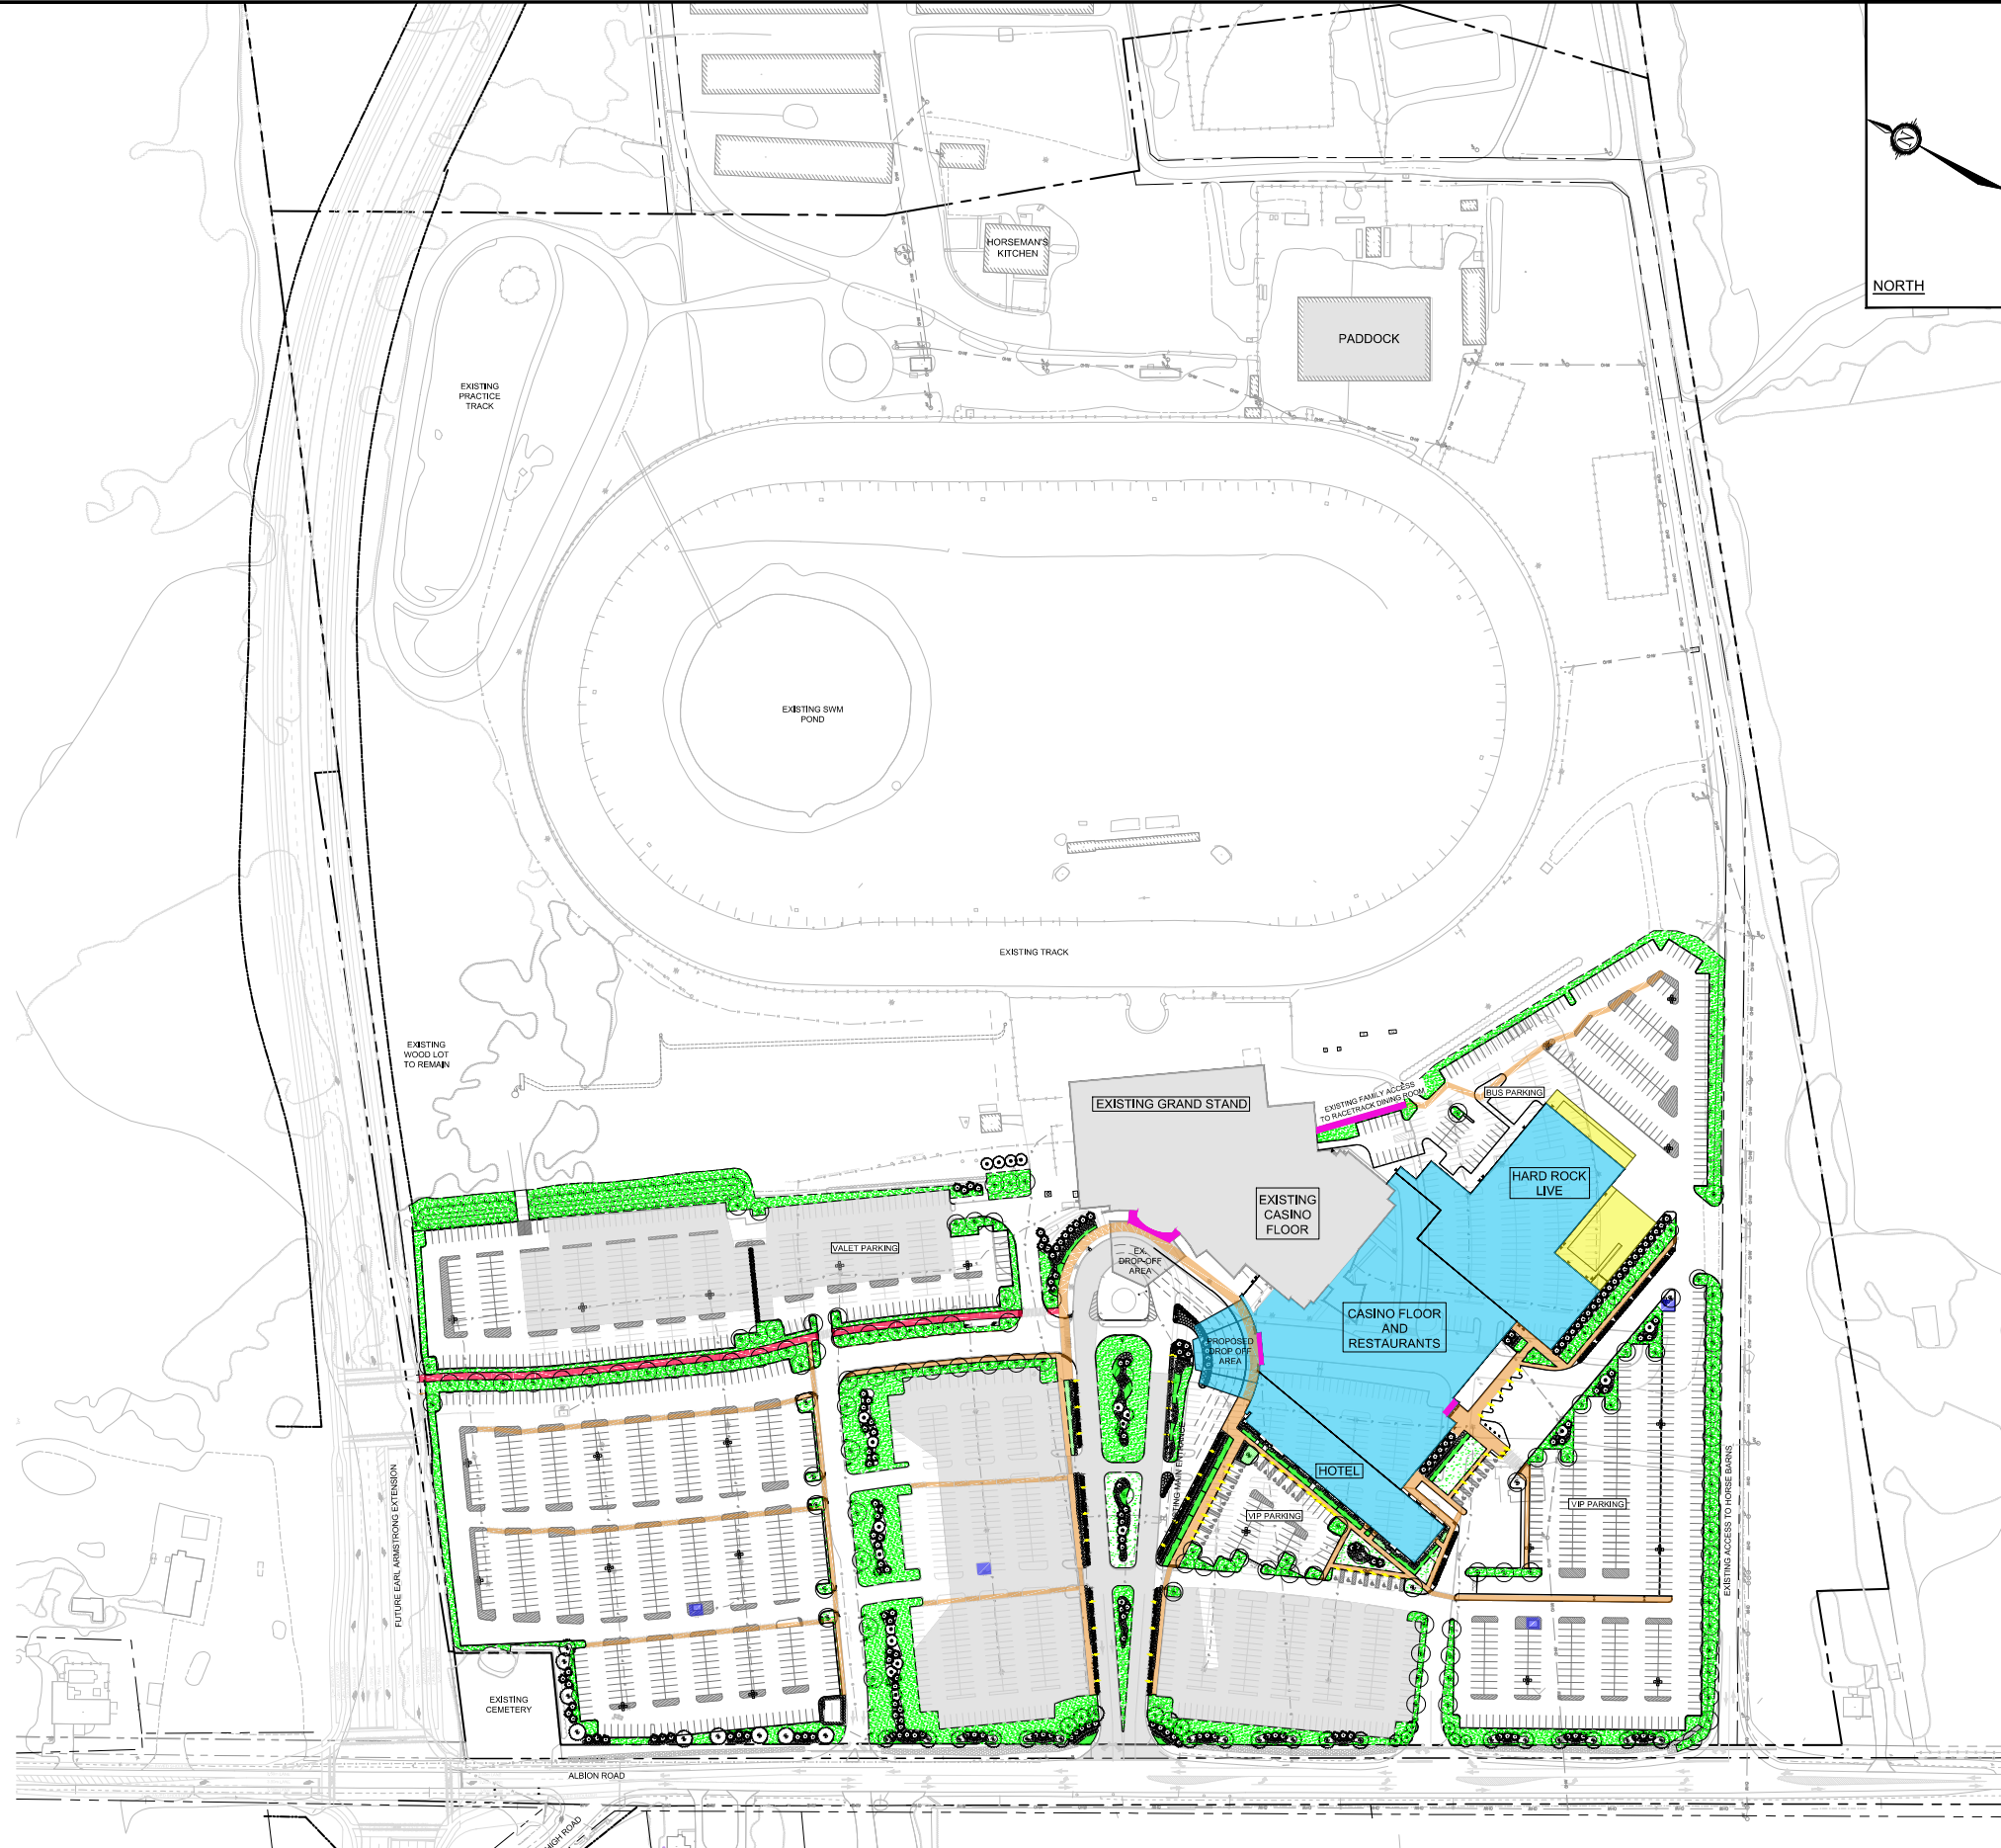 HORSEMAN'S
KITCHEN
NORTH
N
PADDOCK
EXISTING
PRACTICE
TRACK
EXISTING SWM
POND
EXISTING TRACK
EXISTING
WOOD LOT
TO REMAIN
EXISTING GRAND STAND
EXISTING FAMILY ACCESS
TO RACETRACK DINING ROOM
BUS PARKING
HARD ROCK
LIVE
EXISTING
CASINO
FLOOR
VALET PARKING
EX.
DROP-OFF
AREA
CASINO FLOOR
AND
RESTAURANTS
PROPOSED
DROP OFF
AREA
HOTEL
VIP PARKING
VIP PARKING
FUTURE EARL ARMSTRONG EXTENSION
EXISTING ACCESS TO HORSE BARNS
EXISTING
CEMETERY
ALBION ROAD
HIGH ROAD